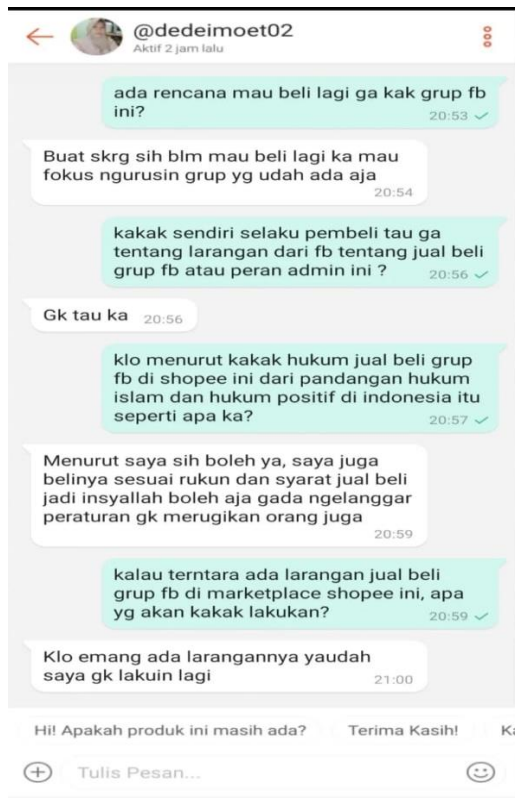 @dedeimoet02
Aktif 2 jam lalu
ada rencana mau beli lagi ga kak grup fb
ini?
20:53
Buat skrg sih blm mau beli lagi ka mau
fokus ngurusin grup yg udah ada aja
20:54
kakak sendiri selaku pembeli tau ga
tentang larangan dari fb tentang jual beli
grup fb atau peran admin ini ?
20:56
Gk tau ka 20:56
klo menurut kakak hukum jual beli grup
fb di shopee ini dari pandangan hukum
islam dan hukum positif di indonesia itu
seperti apa ka?
20:57
Menurut saya sih boleh ya, saya juga
belinya sesuai rukun dan syarat jual beli
jadi insyallah boleh aja gada ngelanggar
peraturan gk merugikan orang juga
20:59
kalau terntara ada larangan jual beli
grup fb di marketplace shopee ini, apa
yg akan kakak lakukan?
20:59
Klo emang ada larangannya yaudah
saya gk lakuin lagi
21:00
Hi! Apakah produk ini masih ada? Terima Kasih! Ka
Tulis Pesan...